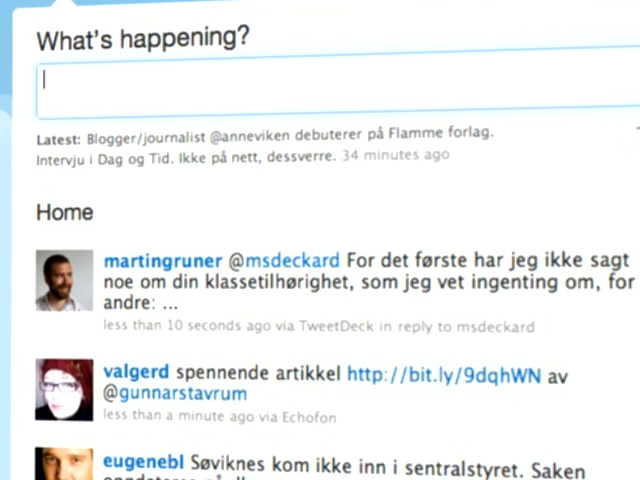 What's happening?
Latest: Blogger/journalist @anneviken debuterer på Flamme forlag.
Intervju i Dag og Tid. Ikke på nett, dessverre. 34 minutes ago
Home
martingruner @msdeckard For det første har jeg ikke sagt
noe om din klassetilhørighet, som jeg vet ingenting om, for
andre: ...
less than 10 seconds ago via TweetDeck in reply to msdeckard
valgerd spennende artikkel http://bit.ly/9dqhWN av
@gunnarstavrum
less than a minute ago via Echofon
eugenebl Søviknes kom ikke inn i sentralstyret. Saken